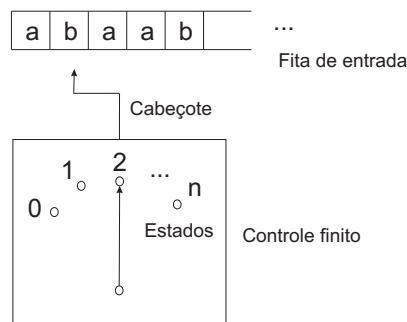 a b a a b ...
Fita de entrada
Cabeçote
0 1 2 ... n
Estados
Controle finito